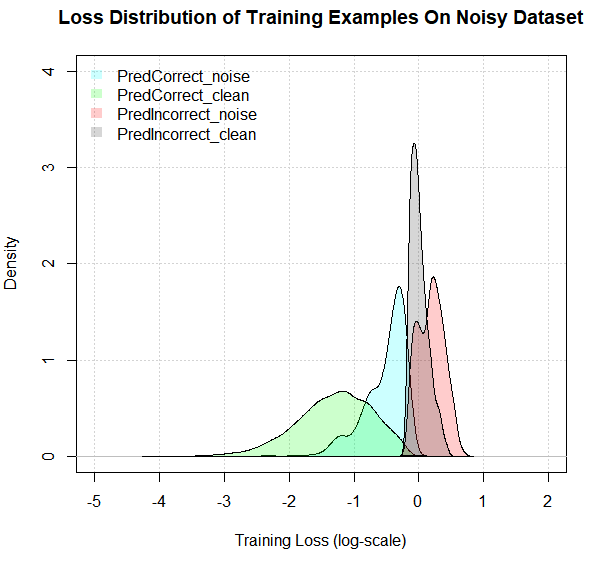 Loss Distribution of Training Examples On Noisy Dataset
PredCorrect_noise
PredCorrect_clean
PredIncorrect_noise
PredIncorrect_clean
Density
4
3
2
1
0
-5 -4 -3 -2 -1 0 1 2
Training Loss (log-scale)